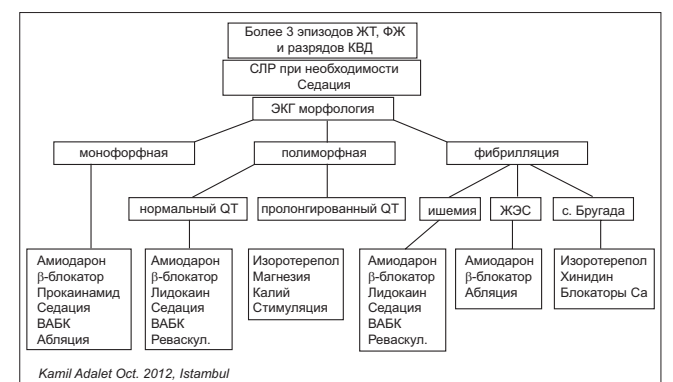 Более 3 эпизодов ЖТ, ФЖ
и разрядов КВД
СЛР при необходимости
Седация
ЭКГ морфология
монофорфная
полиморфная
фибрилляция
нормальный QT
пролонгированный QT
ишемия
ЖЭС
с. Бругада
Амиодарон
β-блокатор
Прокаинамид
Седация
ВАБК
Абляция
Амиодарон
β-блокатор
Лидокаин
Седация
ВАБК
Реваскул.
Изоротерепол
Магнезия
Калий
Стимуляция
Амиодарон
β-блокатор
Лидокаин
Седация
ВАБК
Реваскул.
Амиодарон
β-блокатор
Абляция
Изоротерепол
Хинидин
Блокаторы Ca
Kamil Adalet Oct. 2012, Istambul